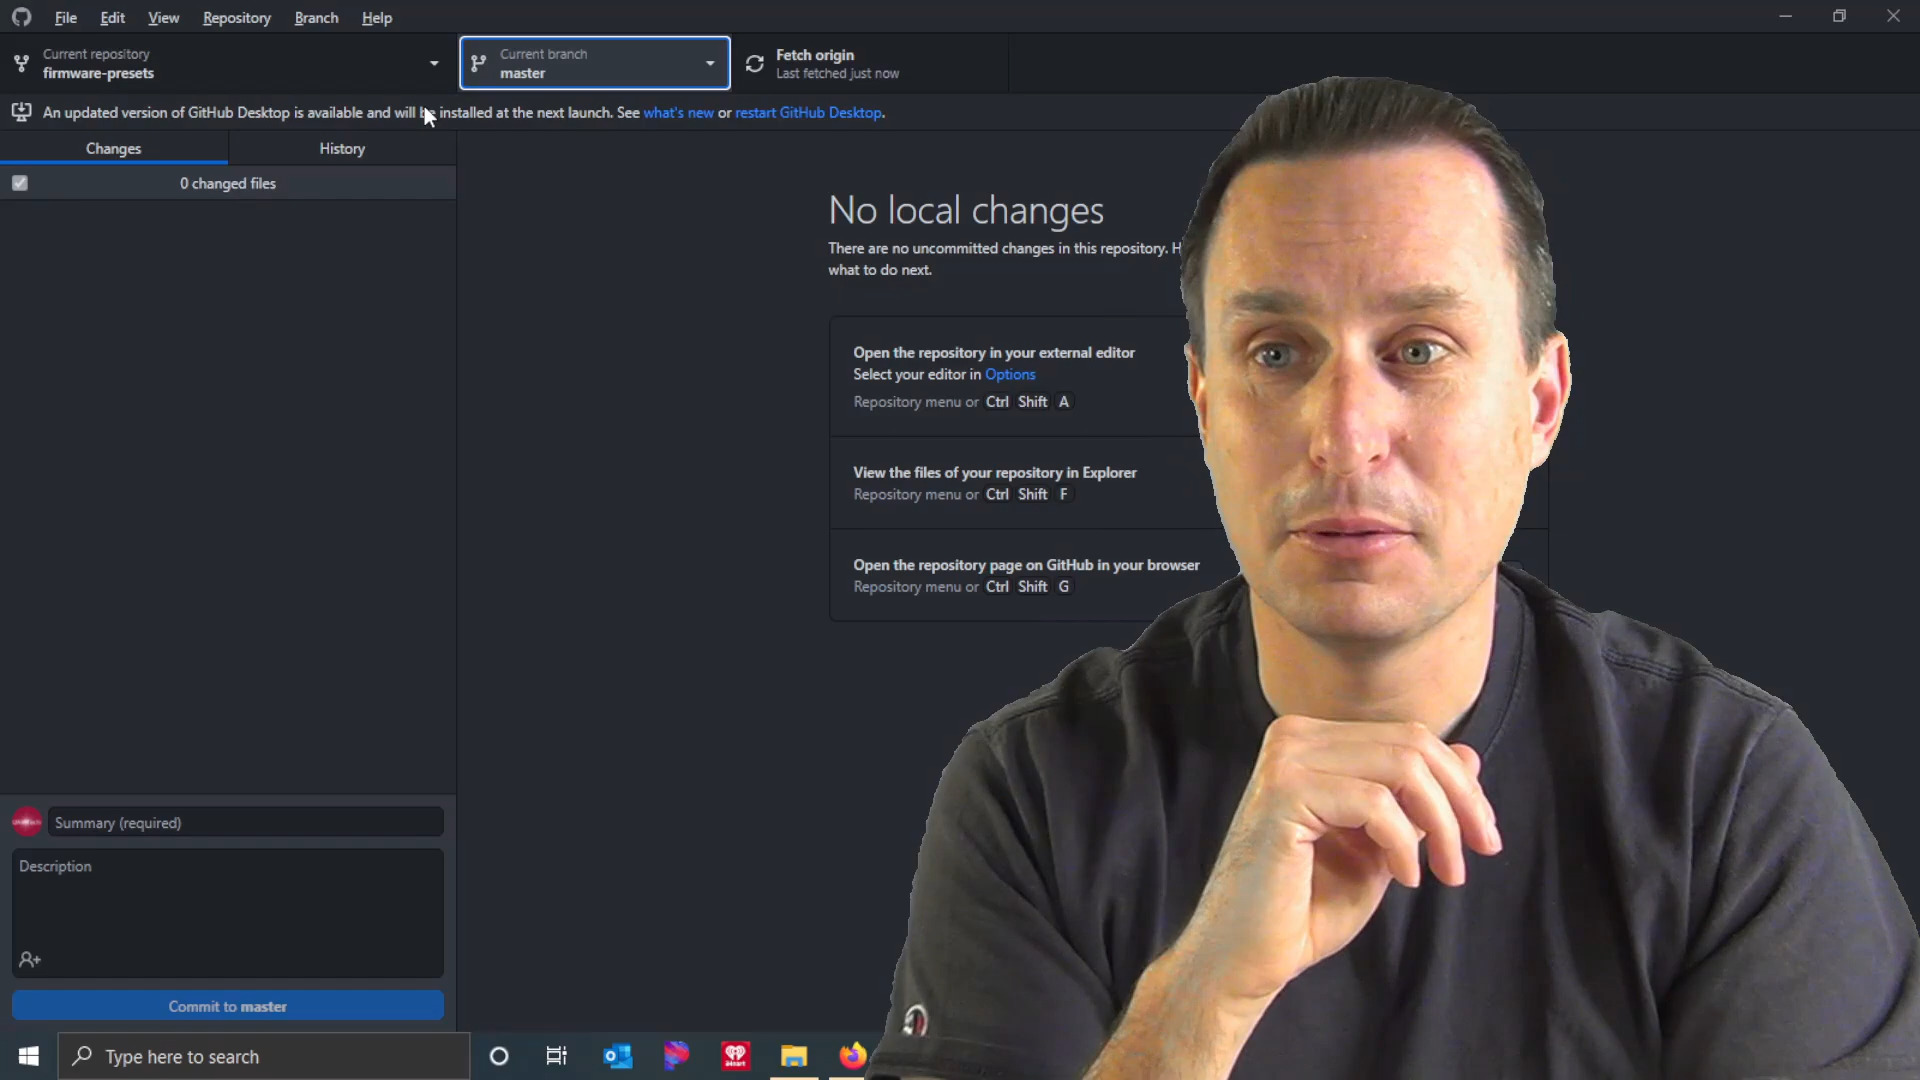 File Edit View Repository Branch Help
Current repository
firmware-presets
Current branch
master
Fetch origin
Last fetched just now
An updated version of GitHub Desktop is available and will be installed at the next launch. See what's new or restart GitHub Desktop.
Changes
History
0 changed files
No local changes
There are no uncommitted changes in this repository.
what to do next.
Open the repository in your external editor
Select your editor in Options
Repository menu or Ctrl Shift A
View the files of your repository in Explorer
Repository menu or Ctrl Shift F
Open the repository page on GitHub in your browser
Repository menu or Ctrl Shift G
Summary (required)
Description
Commit to master
Type here to search